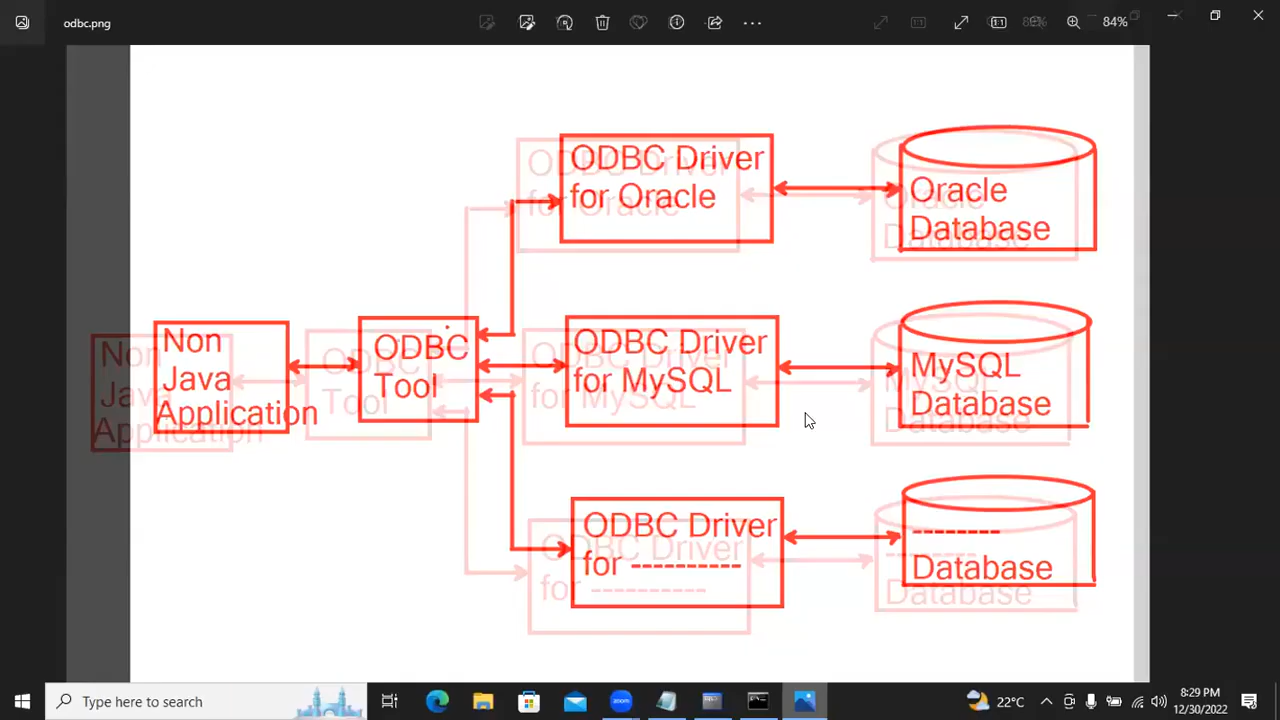 odbc.png
84%
ODBC Driver
for Oracle
Oracle
Database
Non
Java
Application
ODBC
Tool
ODBC Driver
for MySQL
MySQL
Database
ODBC Driver
for ----------
--------
Database
Type here to search
zoom
22°C
8:29 PM
12/30/2022